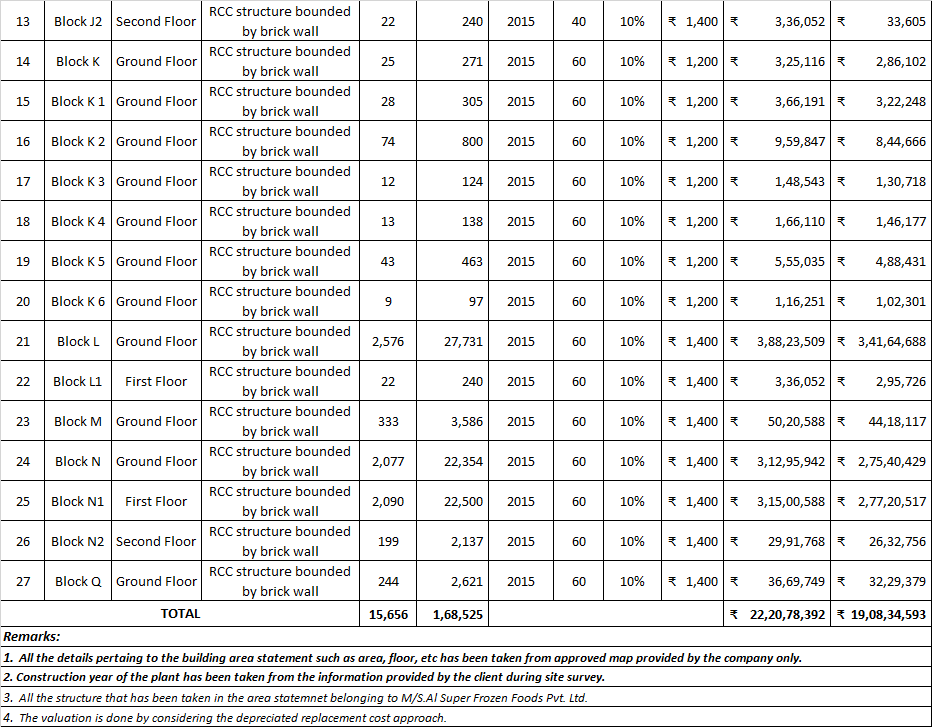 13 Block J2 Second Floor RCC structure bounded by brick wall 22 240 2015 40 10% ₹ 1,400 ₹ 3,36,052 ₹ 33,605
14 Block K Ground Floor RCC structure bounded by brick wall 25 271 2015 60 10% ₹ 1,200 ₹ 3,25,116 ₹ 2,86,102
15 Block K 1 Ground Floor RCC structure bounded by brick wall 28 305 2015 60 10% ₹ 1,200 ₹ 3,66,191 ₹ 3,22,248
16 Block K 2 Ground Floor RCC structure bounded by brick wall 74 800 2015 60 10% ₹ 1,200 ₹ 9,59,847 ₹ 8,44,666
17 Block K 3 Ground Floor RCC structure bounded by brick wall 12 124 2015 60 10% ₹ 1,200 ₹ 1,48,543 ₹ 1,30,718
18 Block K 4 Ground Floor RCC structure bounded by brick wall 13 138 2015 60 10% ₹ 1,200 ₹ 1,66,110 ₹ 1,46,177
19 Block K 5 Ground Floor RCC structure bounded by brick wall 43 463 2015 60 10% ₹ 1,200 ₹ 5,55,035 ₹ 4,88,431
20 Block K 6 Ground Floor RCC structure bounded by brick wall 9 97 2015 60 10% ₹ 1,200 ₹ 1,16,251 ₹ 1,02,301
21 Block L Ground Floor RCC structure bounded by brick wall 2,576 27,731 2015 60 10% ₹ 1,400 ₹ 3,88,23,509 ₹ 3,41,64,688
22 Block L1 First Floor RCC structure bounded by brick wall 22 240 2015 60 10% ₹ 1,400 ₹ 3,36,052 ₹ 2,95,726
23 Block M Ground Floor RCC structure bounded by brick wall 333 3,586 2015 60 10% ₹ 1,400 ₹ 50,20,588 ₹ 44,18,117
24 Block N Ground Floor RCC structure bounded by brick wall 2,077 22,354 2015 60 10% ₹ 1,400 ₹ 3,12,95,942 ₹ 2,75,40,429
25 Block N1 First Floor RCC structure bounded by brick wall 2,090 22,500 2015 60 10% ₹ 1,400 ₹ 3,15,00,588 ₹ 2,77,20,517
26 Block N2 Second Floor RCC structure bounded by brick wall 199 2,137 2015 60 10% ₹ 1,400 ₹ 29,91,768 ₹ 26,32,756
27 Block Q Ground Floor RCC structure bounded by brick wall 244 2,621 2015 60 10% ₹ 1,400 ₹ 36,69,749 ₹ 32,29,379
TOTAL 15,656 1,68,525 ₹ 22,20,78,392 ₹ 19,08,34,593
Remarks:
1. All the details pertaing to the building area statement such as area, floor, etc has been taken from approved map provided by the company only.
2. Construction year of the plant has been taken from the information provided by the client during site survey.
3. All the structure that has been taken in the area statemnet belonging to M/S.Al Super Frozen Foods Pvt. Ltd.
4. The valuation is done by considering the depreciated replacement cost approach.